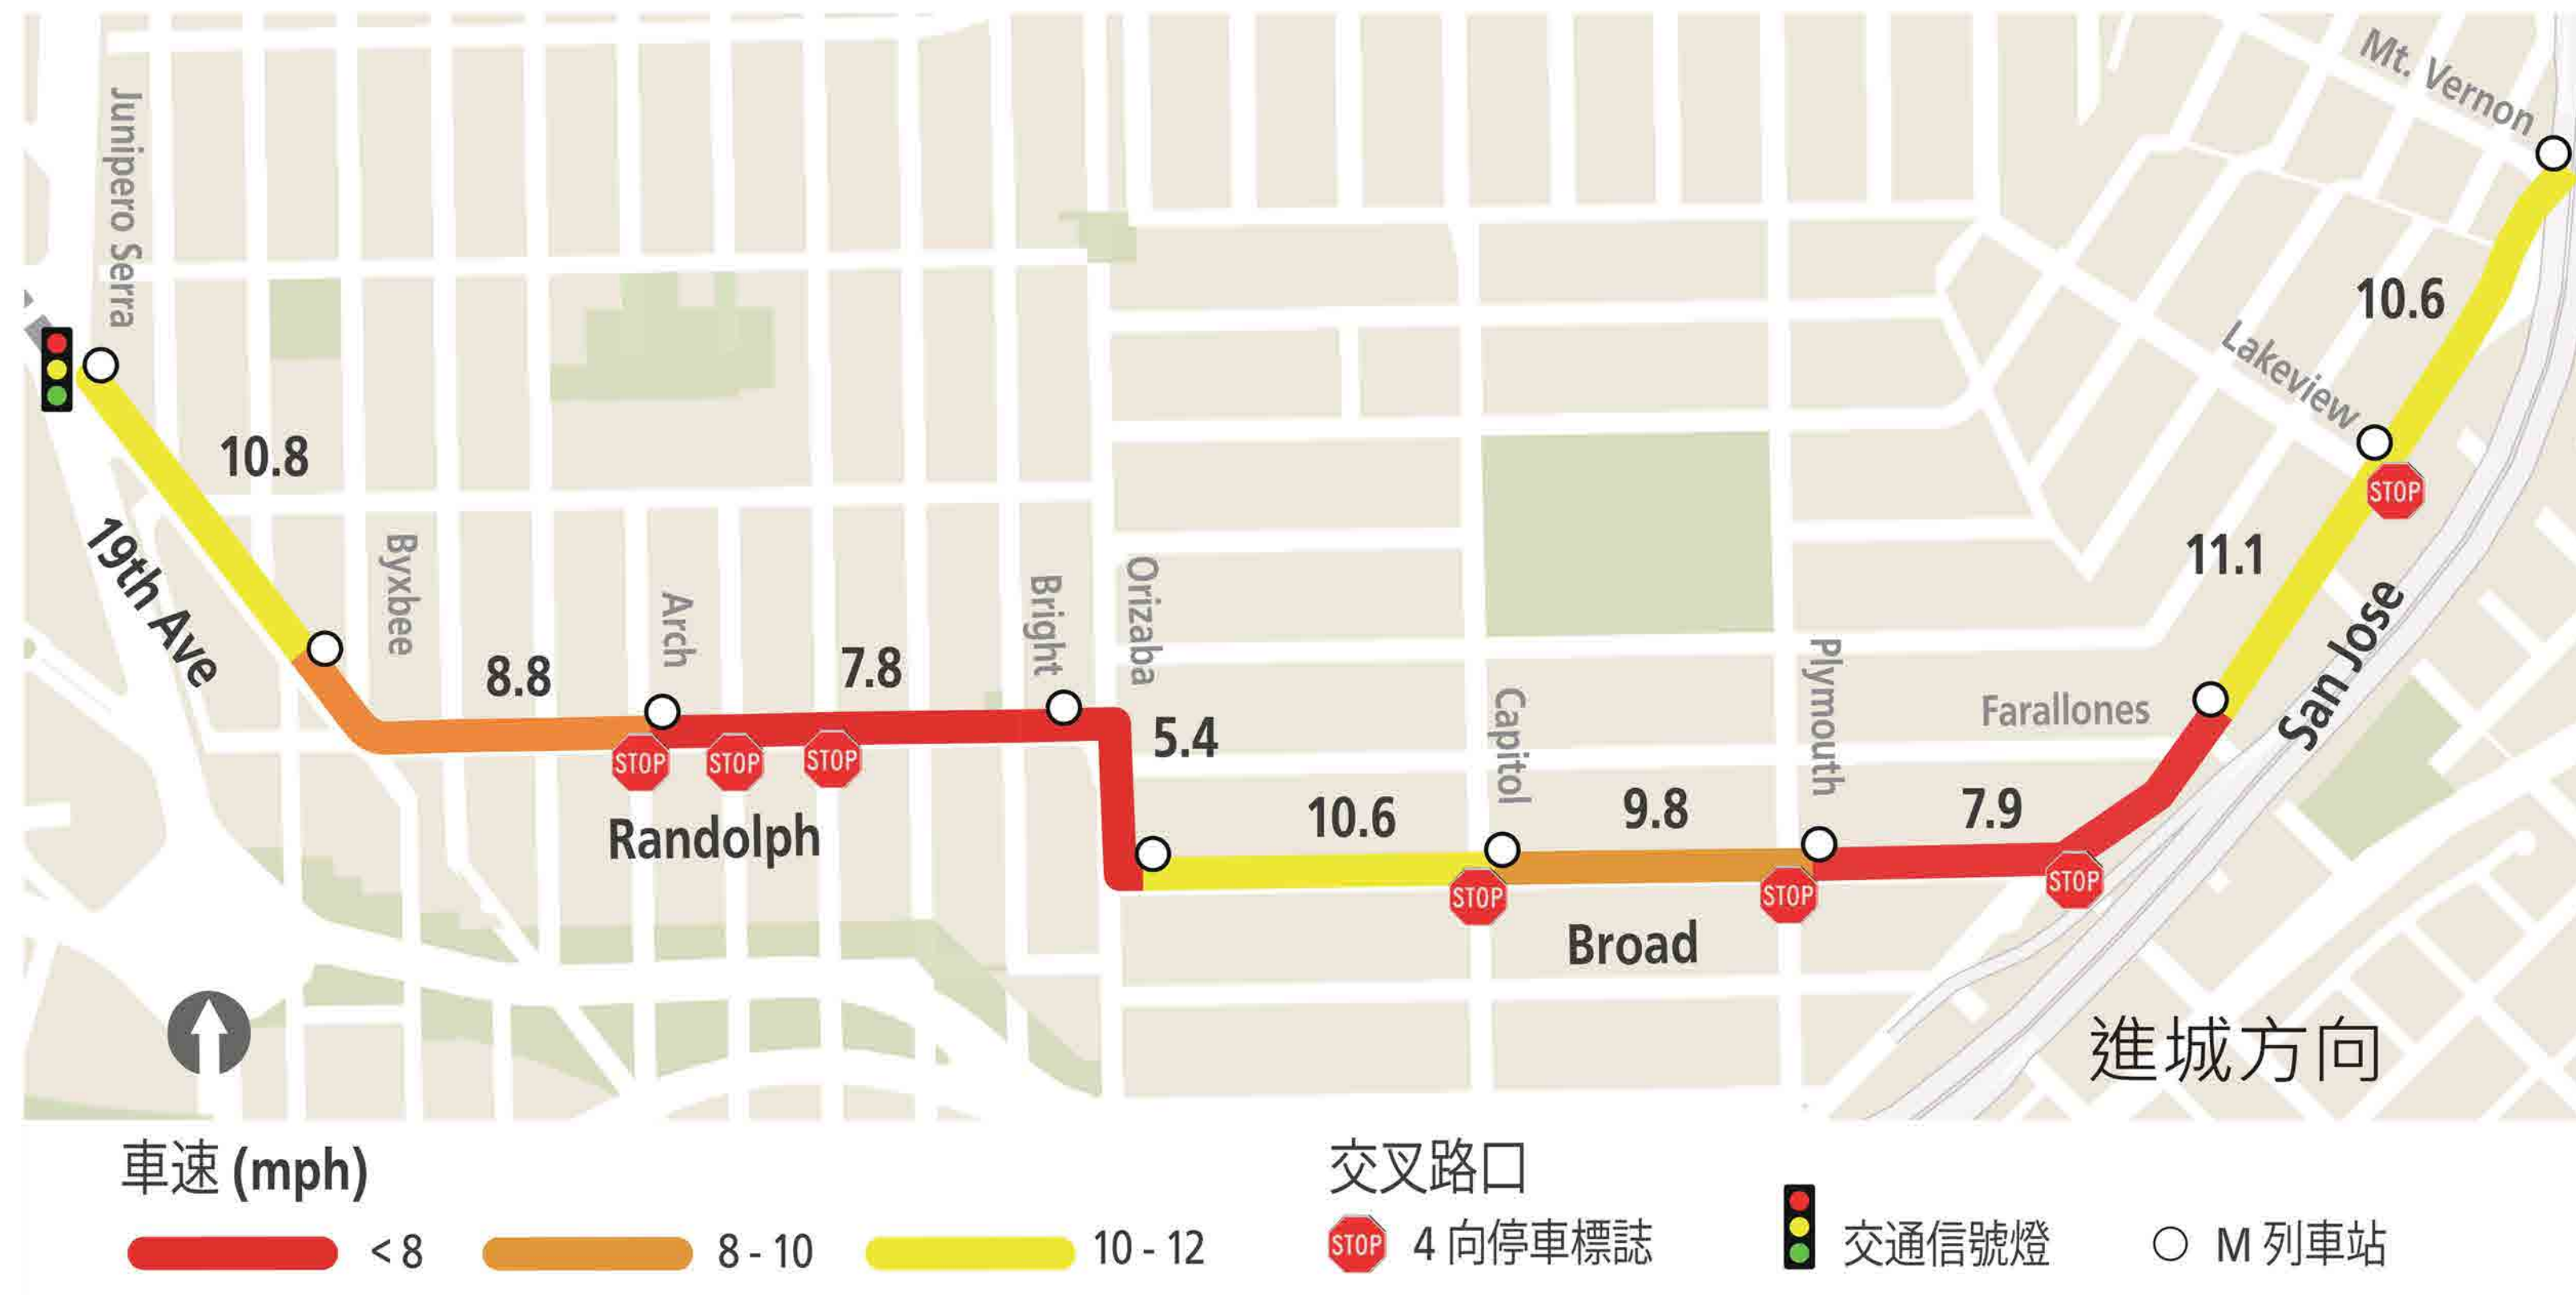 Mt. Vernon
Junipero Serra
10.6
Lakeview
10.8
STOP
19th Ave
Byxbee
11.1
Arch
Bright
Orizaba
San Jose
8.8
7.8
Plymouth
Capitol
Farallones
5.4
STOP
STOP
STOP
Randolph
10.6
9.8
7.9
STOP
STOP
STOP
Broad
進城方向
車速 (mph)
< 8
8 - 10
10 - 12
交叉路口
STOP 4 向停車標誌
交通信號燈
M 列車站